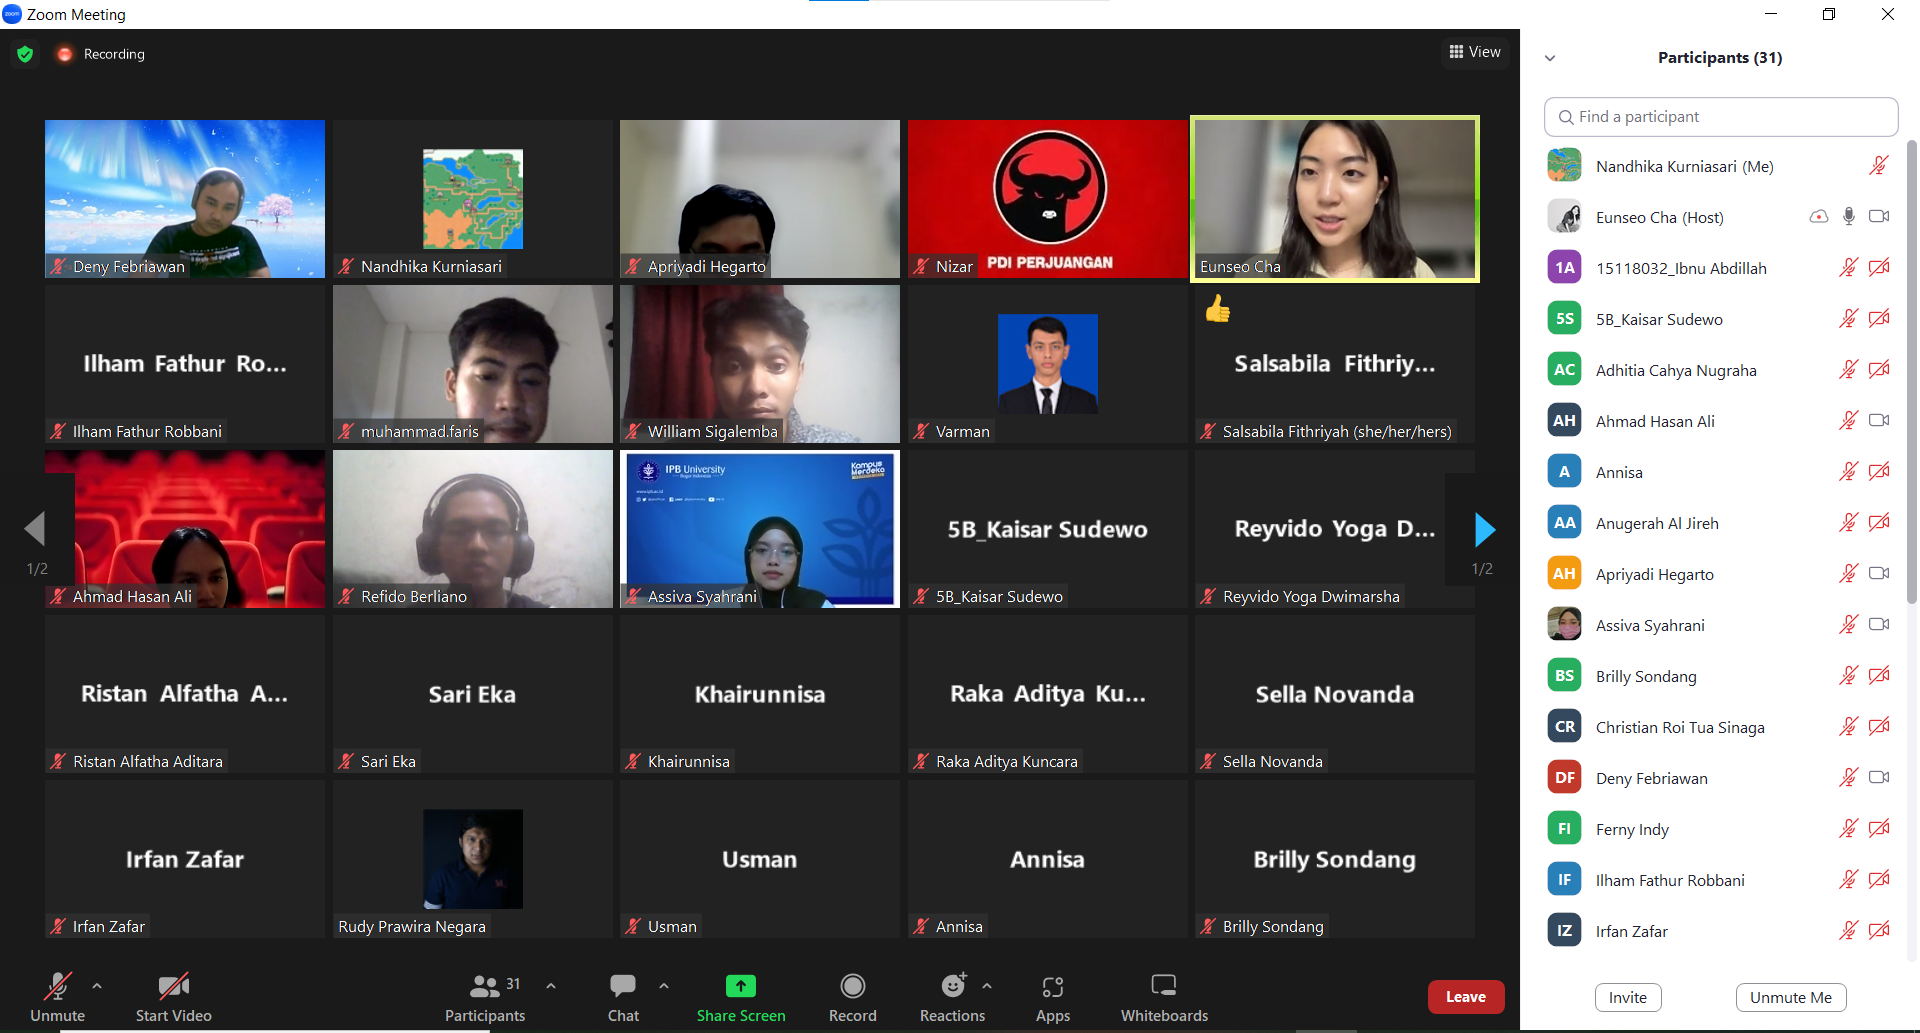 zoom Zoom Meeting
Recording
View
Deny Febriawan
Nandhika Kurniasari
Apriyadi Hegarto
PDI PERJUANGAN
Nizar
Eunseo Cha
Ilham Fathur Ro...
Ilham Fathur Robbani
muhammad.faris
William Sigalemba
Varman
Salsabila Fithriy...
Salsabila Fithriyah (she/her/hers)
1/2
Ahmad Hasan Ali
Refido Berliano
IPB University
Bogor Indonesia
Kampus
Merdeka
Assiva Syahrani
5B_Kaisar Sudewo
5B_Kaisar Sudewo
Reyvido Yoga D...
Reyvido Yoga Dwimarsha
1/2
Ristan Alfatha A...
Ristan Alfatha Aditara
Sari Eka
Sari Eka
Khairunnisa
Khairunnisa
Raka Aditya Ku...
Raka Aditya Kuncara
Sella Novanda
Sella Novanda
Irfan Zafar
Irfan Zafar
Rudy Prawira Negara
Usman
Usman
Annisa
Annisa
Brilly Sondang
Brilly Sondang
Unmute
Start Video
31
Participants
Chat
Share Screen
Record
Reactions
Apps
Whiteboards
Leave
Participants (31)
Find a participant
Nandhika Kurniasari (Me)
Eunseo Cha (Host)
1A 15118032_Ibnu Abdillah
5S 5B_Kaisar Sudewo
AC Adhitia Cahya Nugraha
AH Ahmad Hasan Ali
A Annisa
AA Anugerah Al Jireh
AH Apriyadi Hegarto
Assiva Syahrani
BS Brilly Sondang
CR Christian Roi Tua Sinaga
DF Deny Febriawan
FI Ferny Indy
IF Ilham Fathur Robbani
IZ Irfan Zafar
Invite
Unmute Me